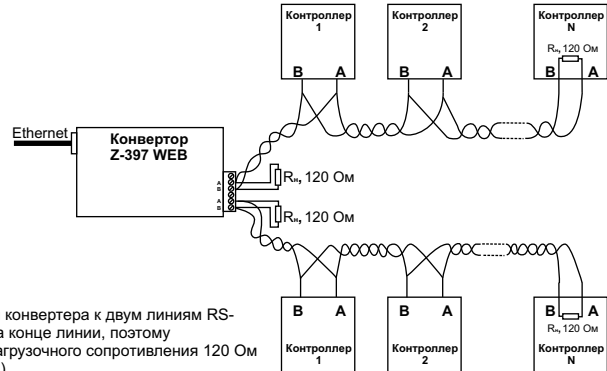 Контроллер
1
Контроллер
2
Контроллер
N
Rн, 120 Ом
B A
B A
B A
Ethernet
Конвертор
Z-397 WEB
A
B
A
B
Rн, 120 Ом
Rн, 120 Ом
B A
B A
B A
Rн, 120 Ом
Контроллер
1
Контроллер
2
Контроллер
N
конвертера к двум линиям RS-
а конце линии, поэтому
агрузочного сопротивления 120 Ом
)